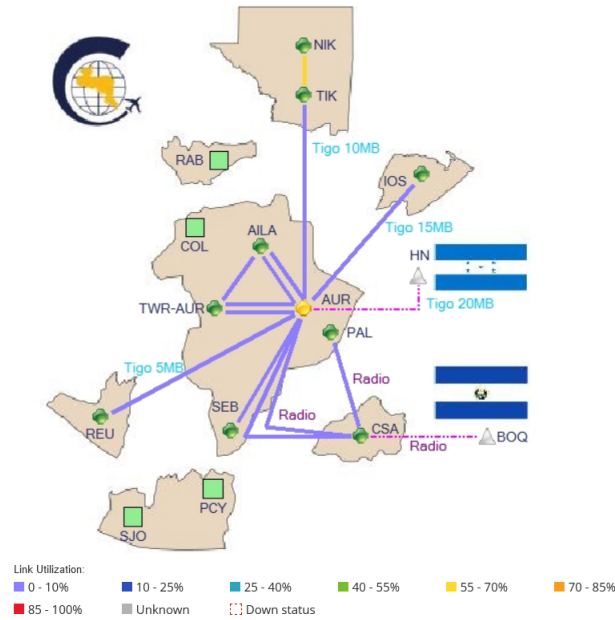 NIK
TIK
Tigo 10MB
RAB
IOS
COL
AILA
Tigo 15MB
HN
TWR-AUR
AUR
Tigo 20MB
PAL
Tigo 5MB
Radio
SEB
Radio
REU
CSA
BOQ
Radio
PCY
SJO
Link Utilization:
0 - 10%
10 - 25%
25 - 40%
40 - 55%
55 - 70%
70 - 85%
85 - 100%
Unknown
Down status